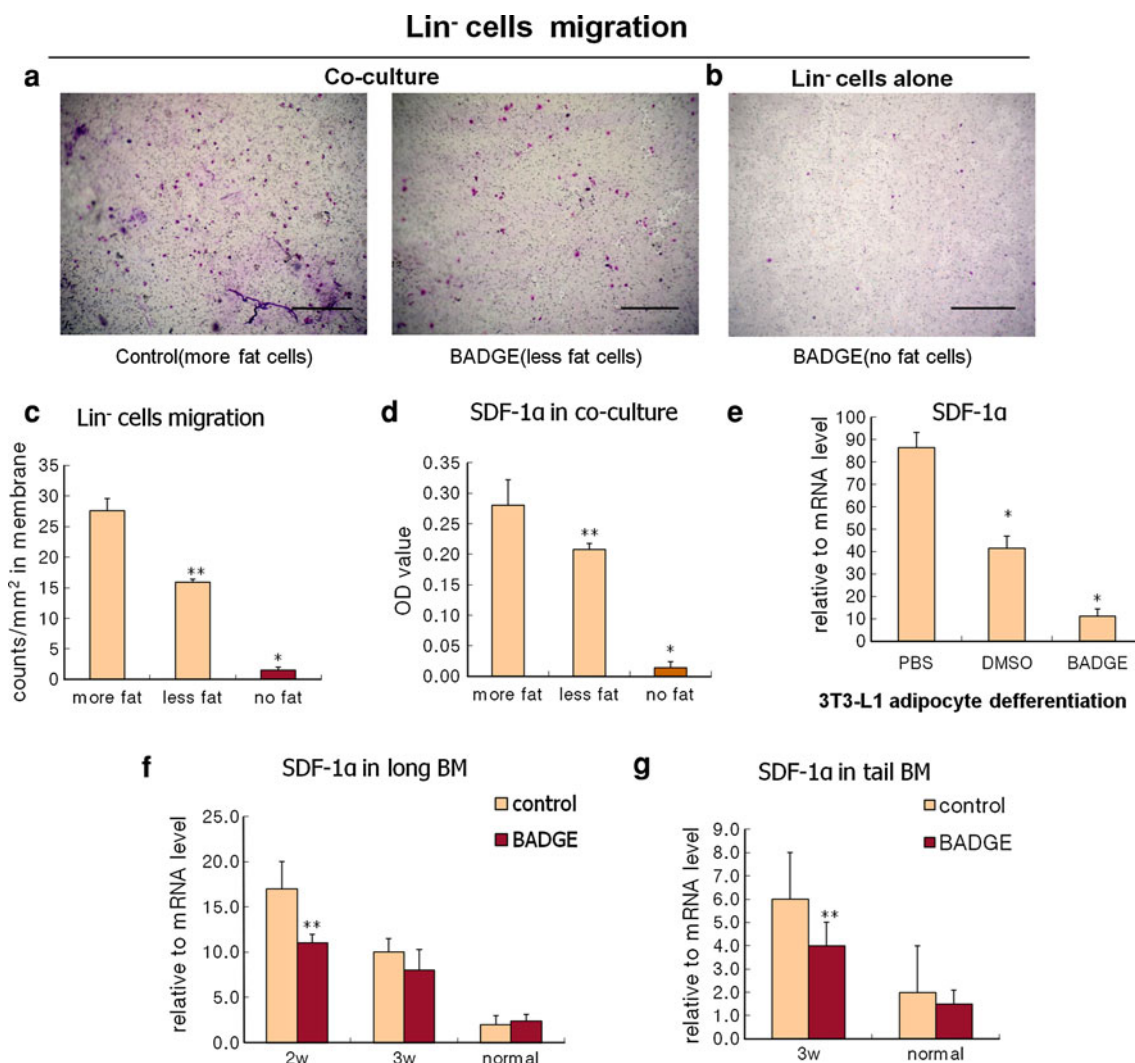 Lin- cells migration
a Co-culture b Lin- cells alone
Control(more fat cells) BADGE(less fat cells) BADGE(no fat cells)
c Lin- cells migration
counts/mm2 in membrane
35
30
25
20
15
10
5
0
**
*
more fat less fat no fat
d SDF-1α in co-culture
OD value
0.35
0.30
0.25
0.20
0.15
0.10
0.05
0.00
**
*
more fat less fat no fat
e SDF-1α
relative to mRNA level
100
90
80
70
60
50
40
30
20
10
0
*
*
PBS DMSO BADGE
3T3-L1 adipocyte defferentiation
f SDF-1α in long BM
control
BADGE
relative to mRNA level
25.0
20.0
15.0
10.0
5.0
0.0
**
2w 3w normal
g SDF-1α in tail BM
control
BADGE
relative to mRNA level
9.0
8.0
7.0
6.0
5.0
4.0
3.0
2.0
1.0
0.0
**
3w normal